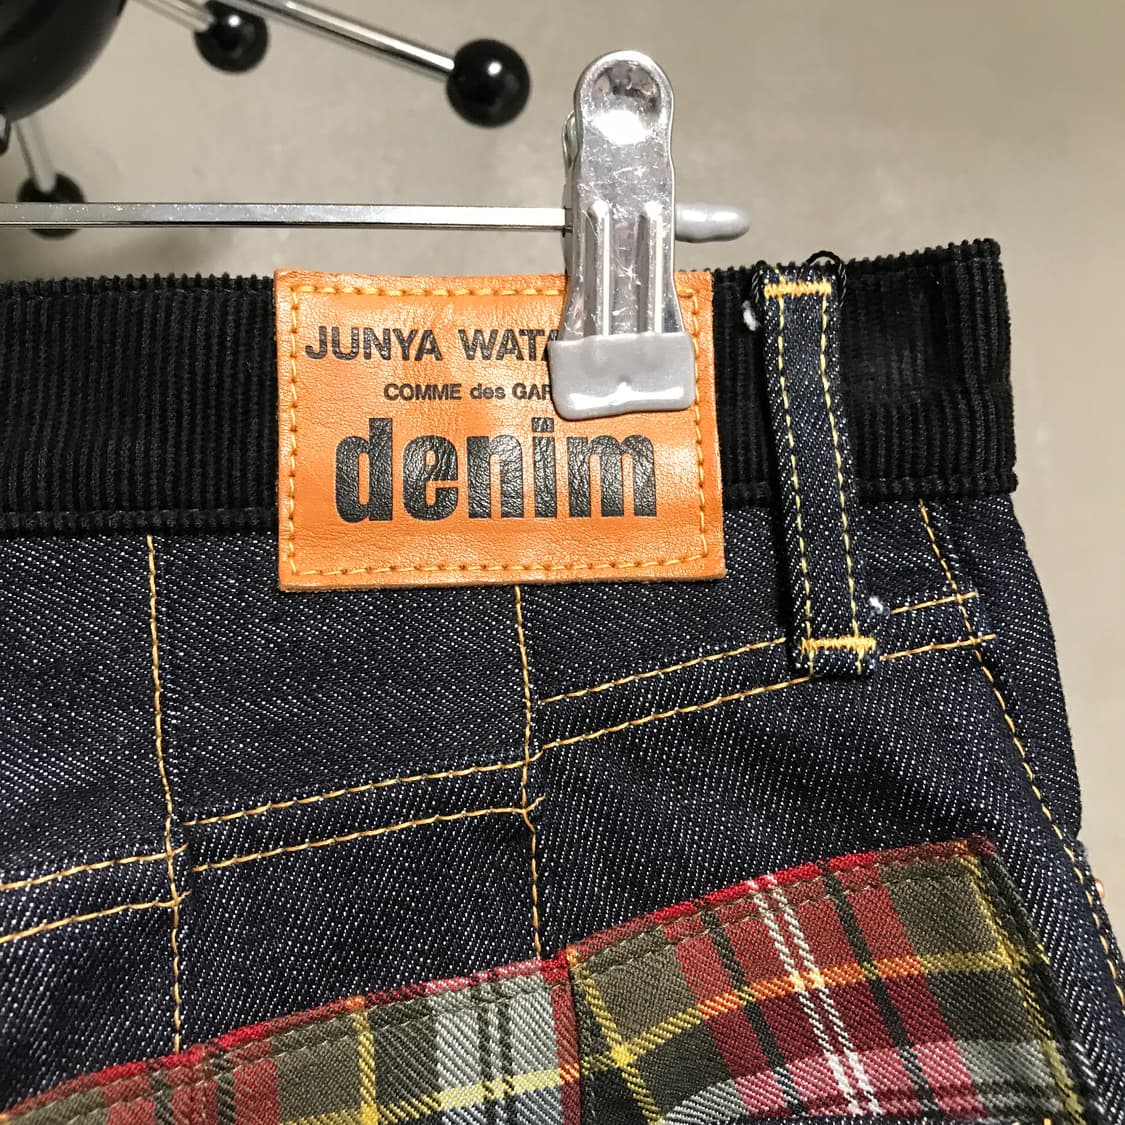 JUNYA WATA
COMME des GAR
denim